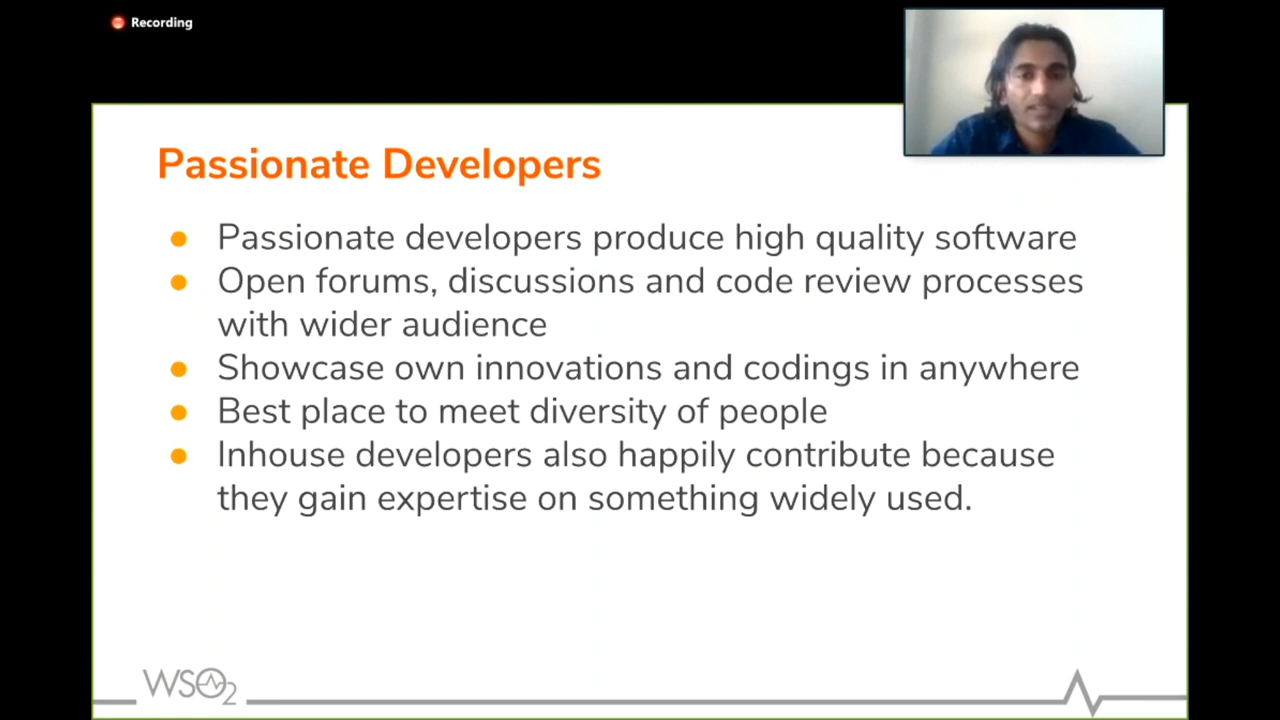 Recording
Passionate Developers
● Passionate developers produce high quality software
● Open forums, discussions and code review processes
with wider audience
● Showcase own innovations and codings in anywhere
● Best place to meet diversity of people
● Inhouse developers also happily contribute because
they gain expertise on something widely used.
WSO2